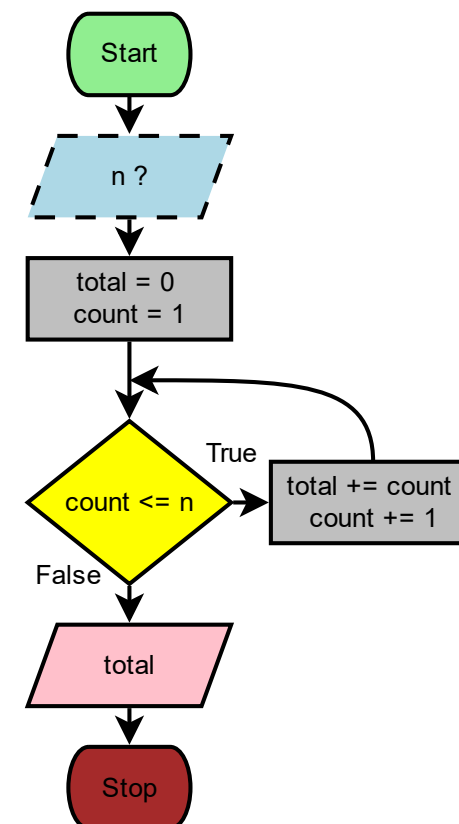 Start
n ?
total = 0
count = 1
count <= n
True
total += count
count += 1
False
total
Stop